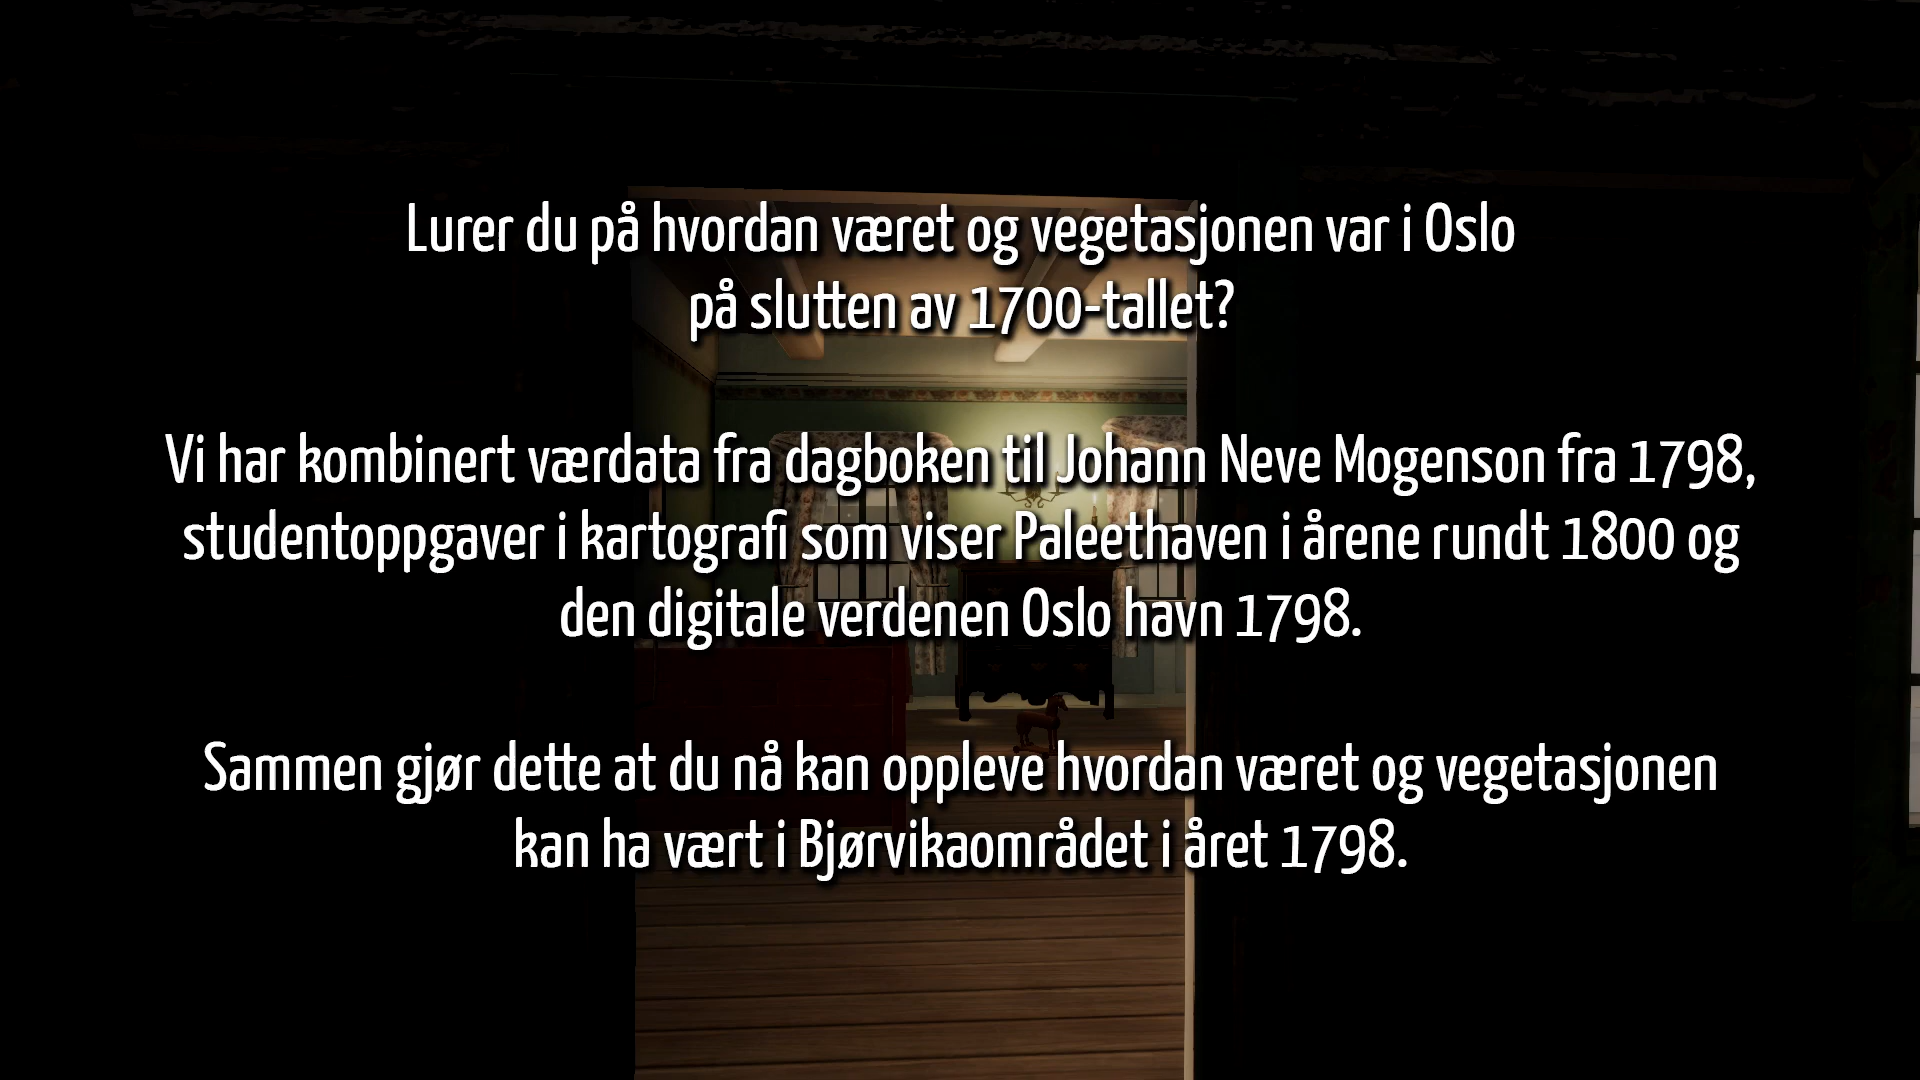 Lurer du på hvordan været og vegetasjonen var i Oslo
på slutten av 1700-tallet?
Vi har kombinert værdata fra dagboken til Johann Neve Mogenson fra 1798,
studentoppgaver i kartografi som viser Paleethaven i årene rundt 1800 og
den digitale verdenen Oslo havn 1798.
Sammen gjør dette at du nå kan oppleve hvordan været og vegetasjonen
kan ha vært i Bjørvikaområdet i året 1798.